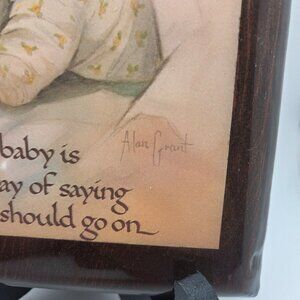 Alan Grant
baby is
ay of saying
should go on